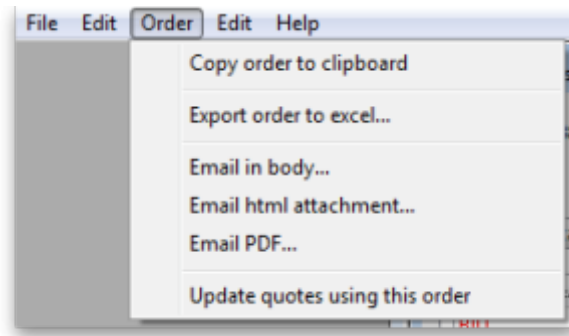 File Edit Order Edit Help
Copy order to clipboard
Export order to excel...
Email in body...
Email html attachment...
Email PDF...
Update quotes using this order